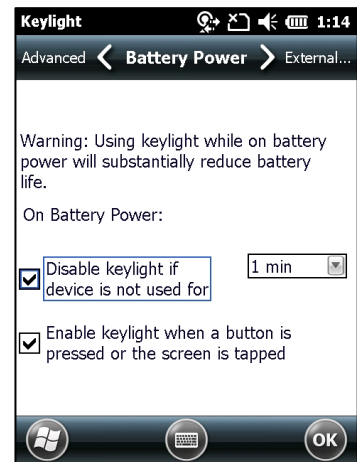 Keylight 1:14
Advanced Battery Power External...
Warning: Using keylight while on battery
power will substantially reduce battery
life.
On Battery Power:
Disable keylight if
device is not used for
1 min
Enable keylight when a button is
pressed or the screen is tapped
OK